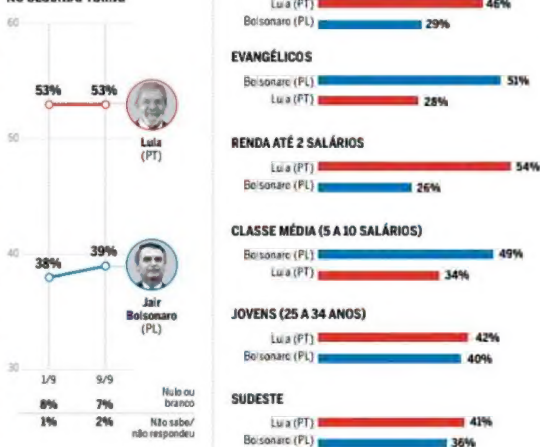 NO SEGUNDO TURNO
60
53%
53%
Lula
(PT)
50
40
38%
39%
Jair
Bolsonaro
(PL)
30
1/9
9/9
8%
7%
Nulo ou
branco
1%
2%
Não sabe/
não respondeu
Lula (PT)
46%
Bolsonaro (PL)
29%
EVANGÉLICOS
Bolsonaro (PL)
51%
Lula (PT)
28%
RENDA ATÉ 2 SALÁRIOS
Lula (PT)
54%
Bolsonaro (PL)
26%
CLASSE MÉDIA (5 A 10 SALÁRIOS)
Bolsonaro (PL)
49%
Lula (PT)
34%
JOVENS (25 A 34 ANOS)
Lula (PT)
42%
Bolsonaro (PL)
40%
SUDESTE
Lula (PT)
41%
Bolsonaro (PL)
36%